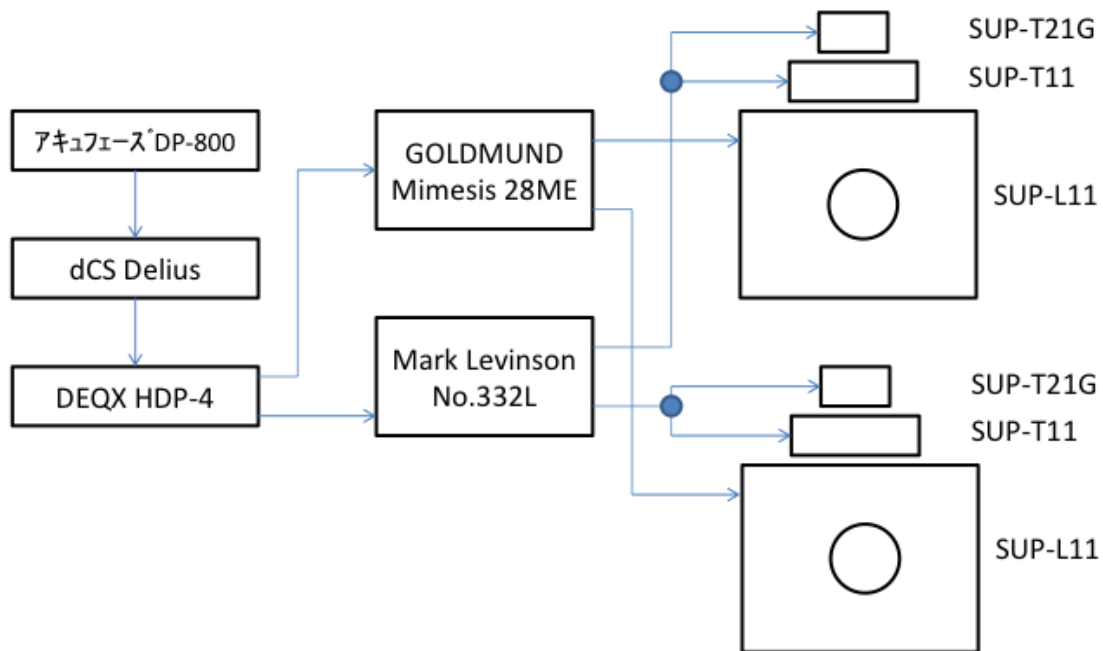 ｱｷｭﾌｪｰｽﾞDP-800
dCS Delius
DEQX HDP-4
GOLDMUND
Mimesis 28ME
Mark Levinson
No.332L
SUP-T21G
SUP-T11
SUP-L11
SUP-T21G
SUP-T11
SUP-L11